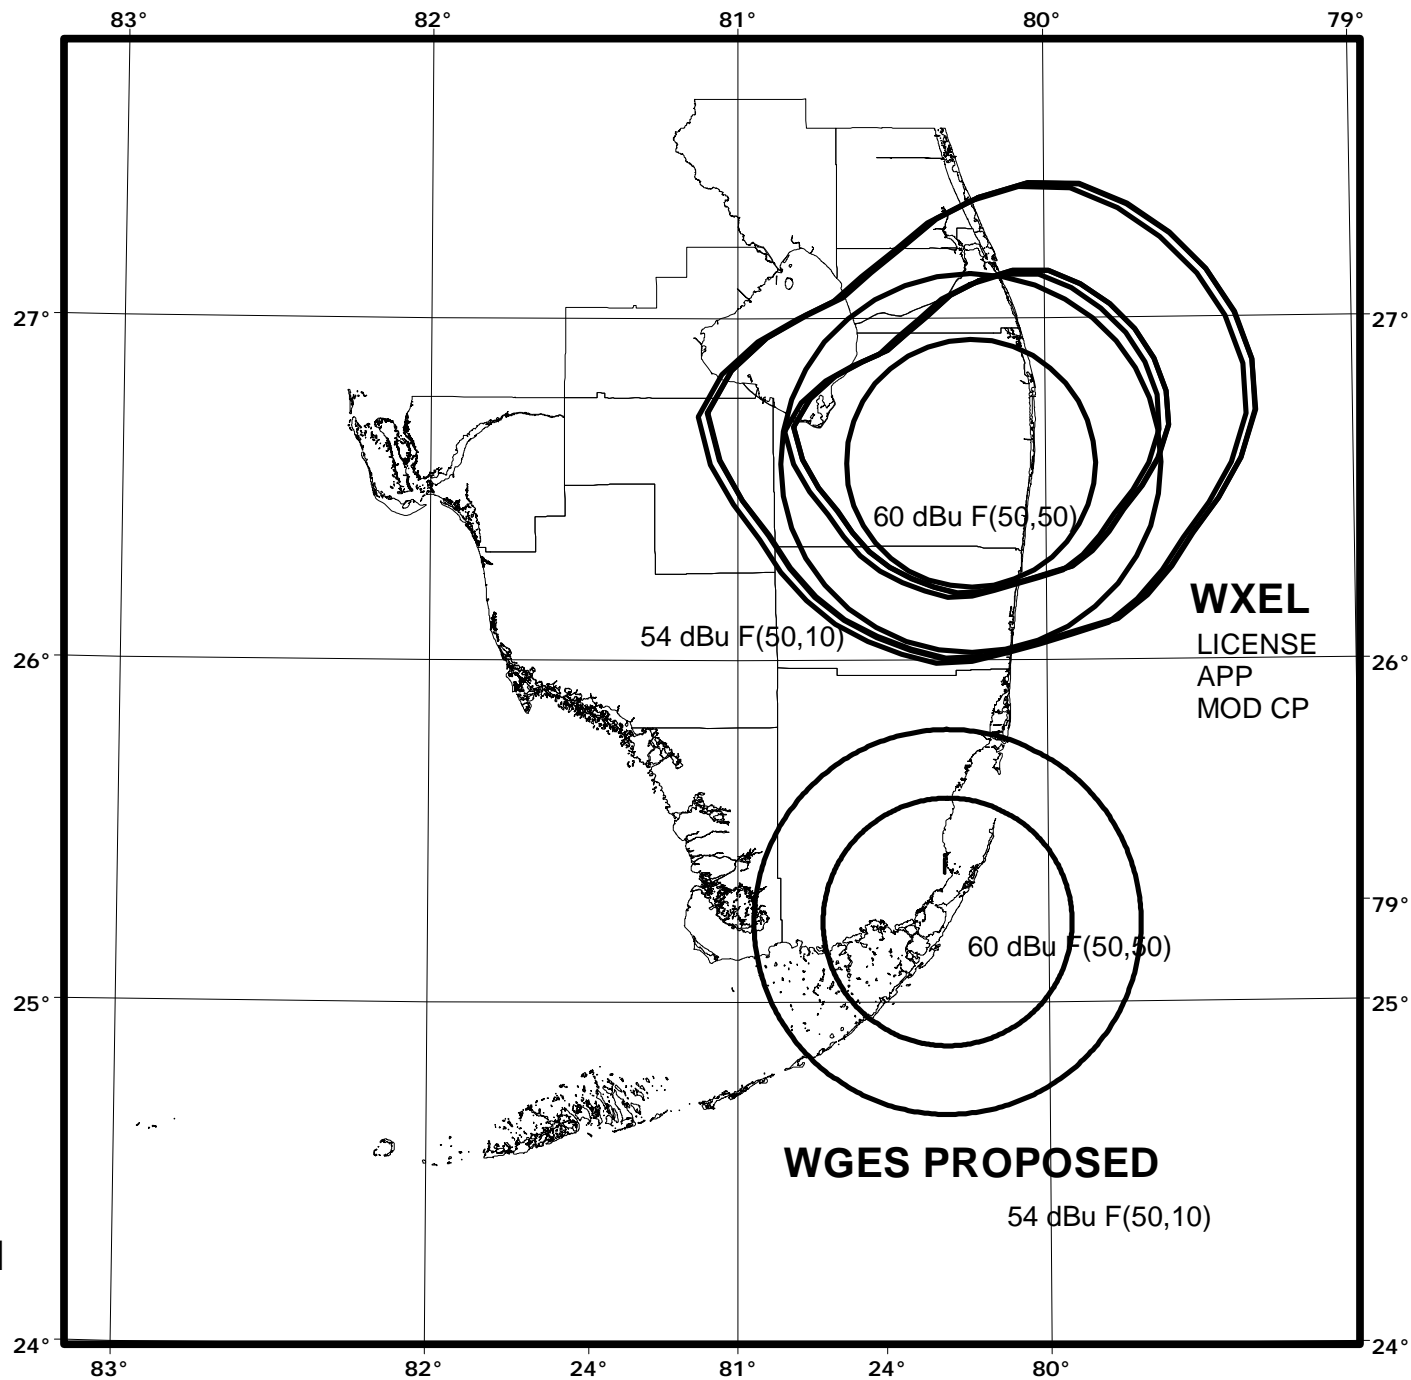 83° 82° 81° 80° 79°
27° 27°
60 dBu F(50,50)
WXEL
LICENSE
APP
MOD CP
54 dBu F(50,10)
26° 26°
79°
60 dBu F(50,50)
25° 25°
WGES PROPOSED
54 dBu F(50,10)
24° 24°
83° 82° 24° 81° 24° 80°